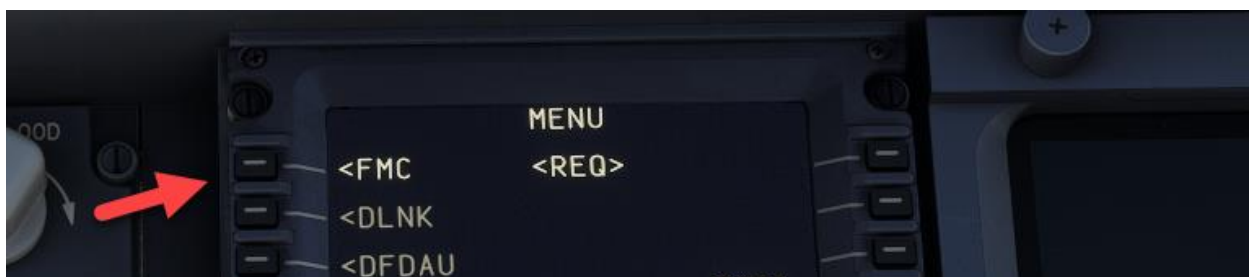 OOD
MENU
<FMC <REQ>
<DLNK
<DFDAU